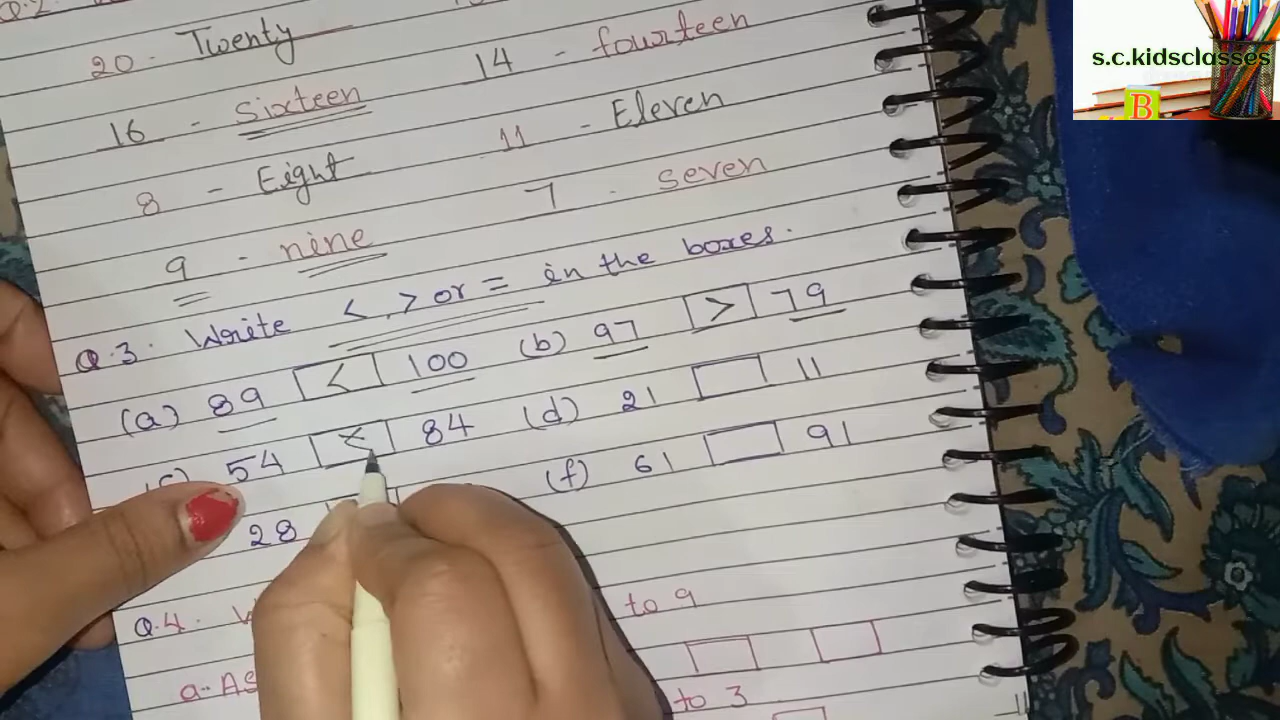 s.c.kidsclasses
B
20 - Twenty
14 - fourteen
16 - Sixteen
11 - Eleven
8 - Eight
7 - seven
9 - nine
Q.3. Write <, > or = in the boxes.
(a) 89 < 100 (b) 97 > 79
(c) 54 < 84 (d) 21 11
28 (f) 61 91
Q.4. to 9
a. As
to 3